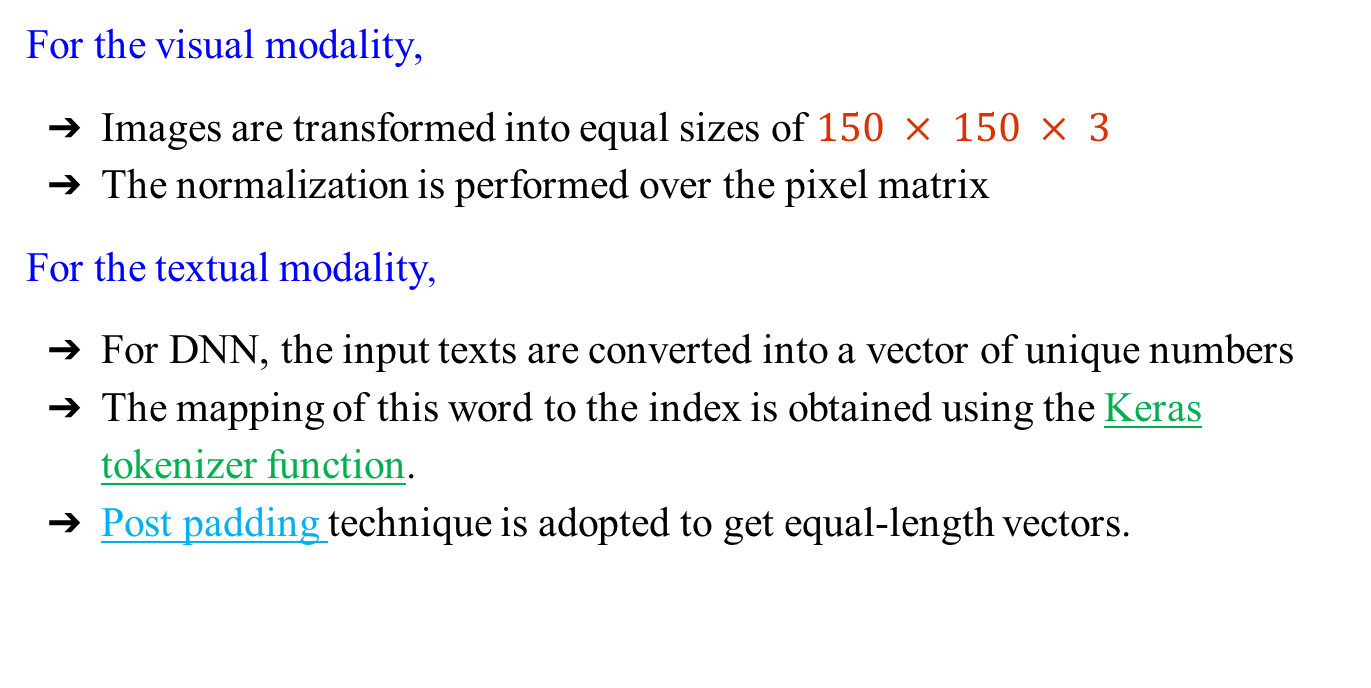 For the visual modality,
➔ Images are transformed into equal sizes of 150 × 150 × 3
➔ The normalization is performed over the pixel matrix
For the textual modality,
➔ For DNN, the input texts are converted into a vector of unique numbers
➔ The mapping of this word to the index is obtained using the Keras
tokenizer function.
➔ Post padding technique is adopted to get equal-length vectors.